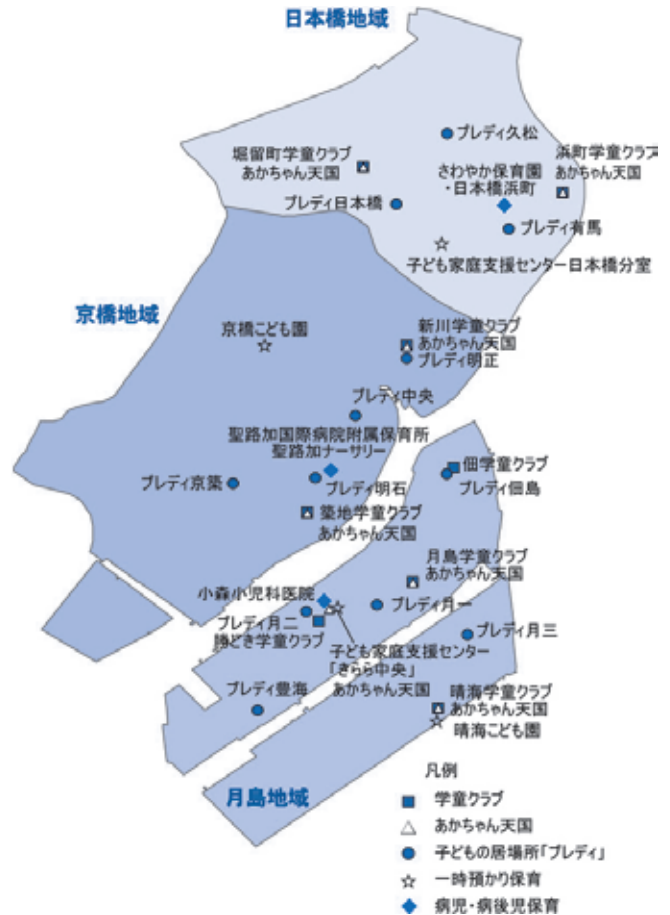 日本橋地域
プレディ久松
堀留町学童クラブ
あかちゃん天国
浜町学童クラブ
あかちゃん天国
さわやか保育園
・日本橋浜町
プレディ日本橋
プレディ有馬
子ども家庭支援センター日本橋分室
京橋地域
京橋こども園
新川学童クラブ
あかちゃん天国
プレディ明正
プレディ中央
聖路加国際病院附属保育所
聖路加ナーサリー
プレディ京築
プレディ明石
佃学童クラブ
プレディ佃島
築地学童クラブ
あかちゃん天国
月島学童クラブ
あかちゃん天国
小森小児科医院
プレディ月一
プレディ月二
勝どき学童クラブ
プレディ月三
子ども家庭支援センター
「きらら中央」
あかちゃん天国
プレディ豊海
晴海学童クラブ
あかちゃん天国
晴海こども園
月島地域
凡例
学童クラブ
あかちゃん天国
子どもの居場所「プレディ」
一時預かり保育
病児・病後児保育